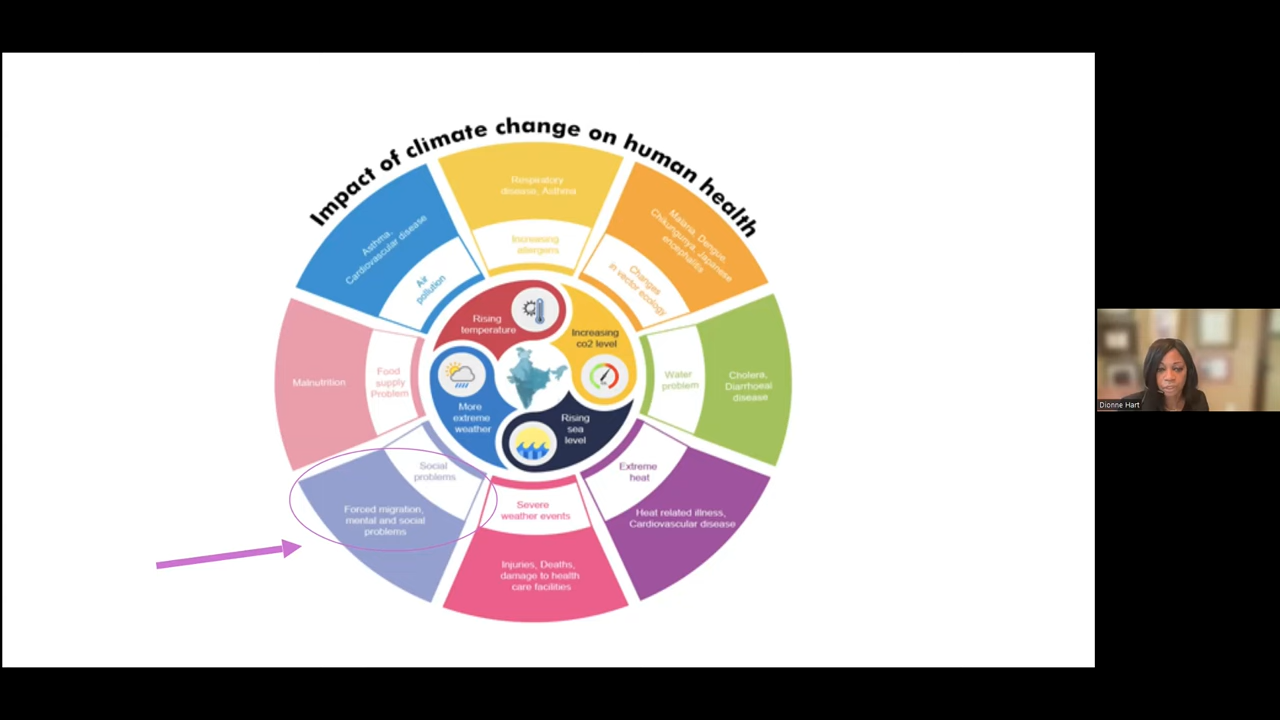 Impact of climate change on human health
Respiratory
disease, Asthma
Increasing
allergens
Malaria, Dengue,
Chikungunya, Japanese
encephalitis
Changes
in vector ecology
Cholera,
Diarrhoeal
disease
Water
problem
Heat related illness,
Cardiovascular disease
Extreme
heat
Injuries, Deaths,
damage to health
care facilities
Severe
weather events
Forced migration,
mental and social
problems
Social
problems
Malnutrition
Food
supply
Problem
Asthma,
Cardiovascular disease
Air
pollution
Rising
temperature
Increasing
co2 level
Rising
sea
level
More
extreme
weather
Dionne Hart